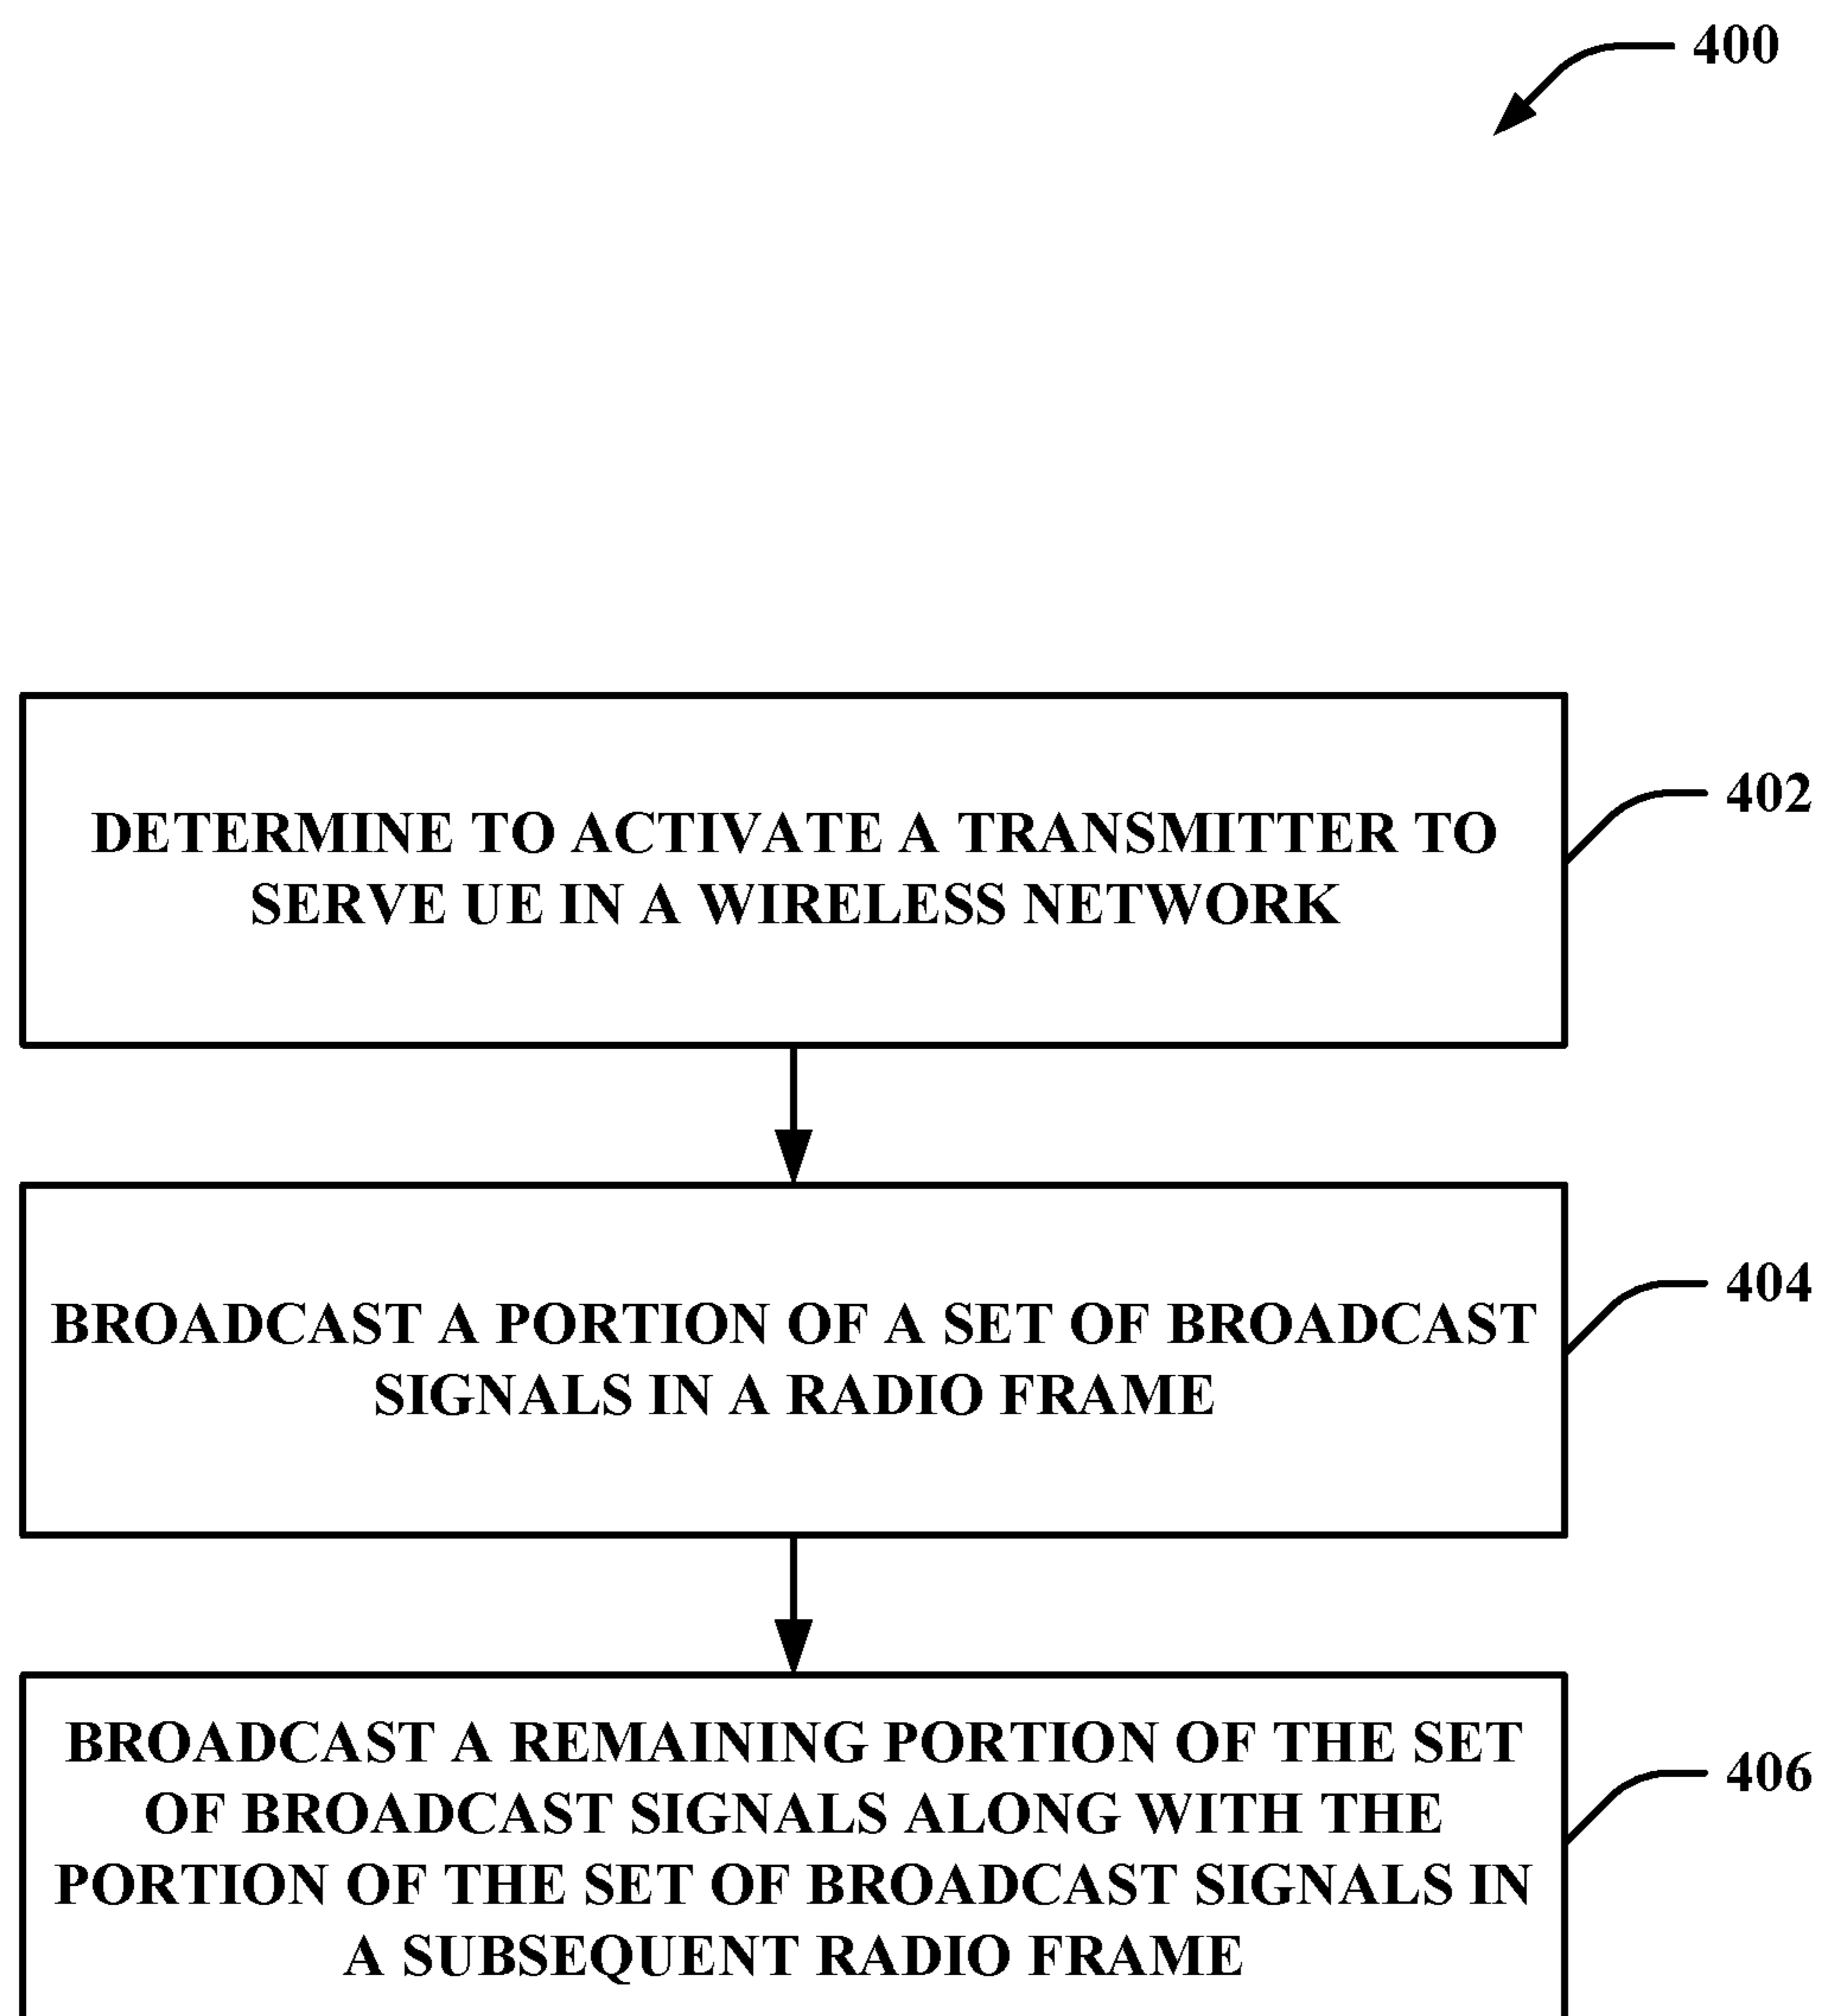 400
402
DETERMINE TO ACTIVATE A TRANSMITTER TO
SERVE UE IN A WIRELESS NETWORK
404
BROADCAST A PORTION OF A SET OF BROADCAST
SIGNALS IN A RADIO FRAME
406
BROADCAST A REMAINING PORTION OF THE SET
OF BROADCAST SIGNALS ALONG WITH THE
PORTION OF THE SET OF BROADCAST SIGNALS IN
A SUBSEQUENT RADIO FRAME